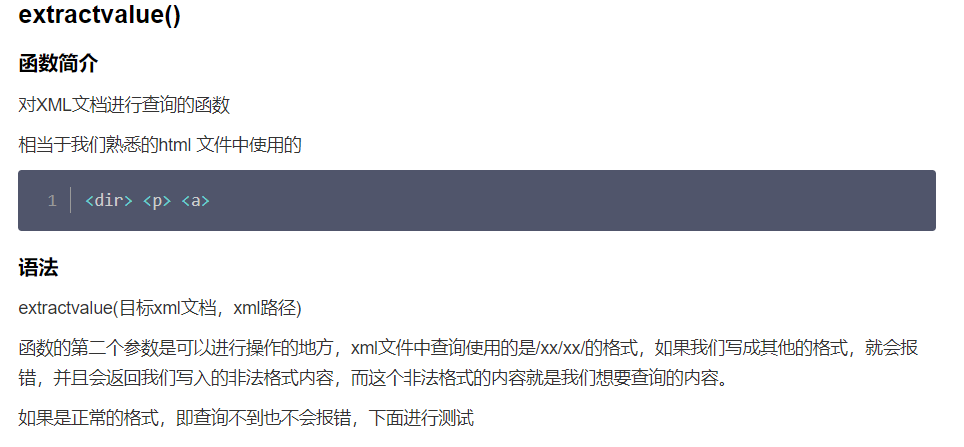 extractvalue()
函数简介
对XML文档进行查询的函数
相当于我们熟悉的html 文件中使用的
1 <dir> <p> <a>
语法
extractvalue(目标xml文档，xml路径)
函数的第二个参数是可以进行操作的地方，xml文件中查询使用的是/xx/xx/的格式，如果我们写成其他的格式，就会报
错，并且会返回我们写入的非法格式内容，而这个非法格式的内容就是我们想要查询的内容。
如果是正常的格式，即查询不到也不会报错，下面进行测试